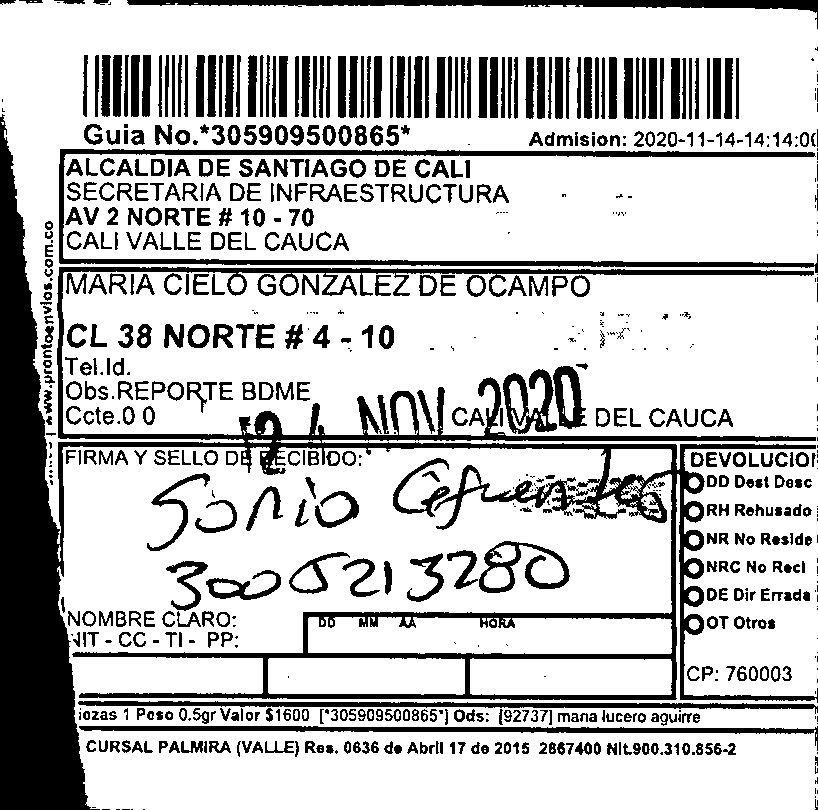 Guia No.*305909500865*
Admision: 2020-11-14-14:14:00
ALCALDIA DE SANTIAGO DE CALI
SECRETARIA DE INFRAESTRUCTURA
AV 2 NORTE # 10 - 70
CALI VALLE DEL CAUCA
www.prontoenvios.com.co
MARIA CIELO GONZALEZ DE OCAMPO
CL 38 NORTE # 4 - 10
Tel.Id.
Obs.REPORTE BDME
Ccte.0 0
CALI VALLE DEL CAUCA
24 NOV 2020
FIRMA Y SELLO DE RECIBIDO:
Sonia Cifuentes
3005213280
NOMBRE CLARO:
NIT - CC - TI - PP:
DD MM AA HORA
DEVOLUCIO
DD Dest Desc
RH Rehusado
NR No Reside
NRC No Recl
DE Dir Errada
OT Otros
CP: 760003
iezas 1 Peso 0.5gr Valor $1600 [*305909500865*] Ods: [92737] maria lucero aguirre
CURSAL PALMIRA (VALLE) Res. 0636 de Abril 17 de 2015 2667400 Nit.900.310.856-2